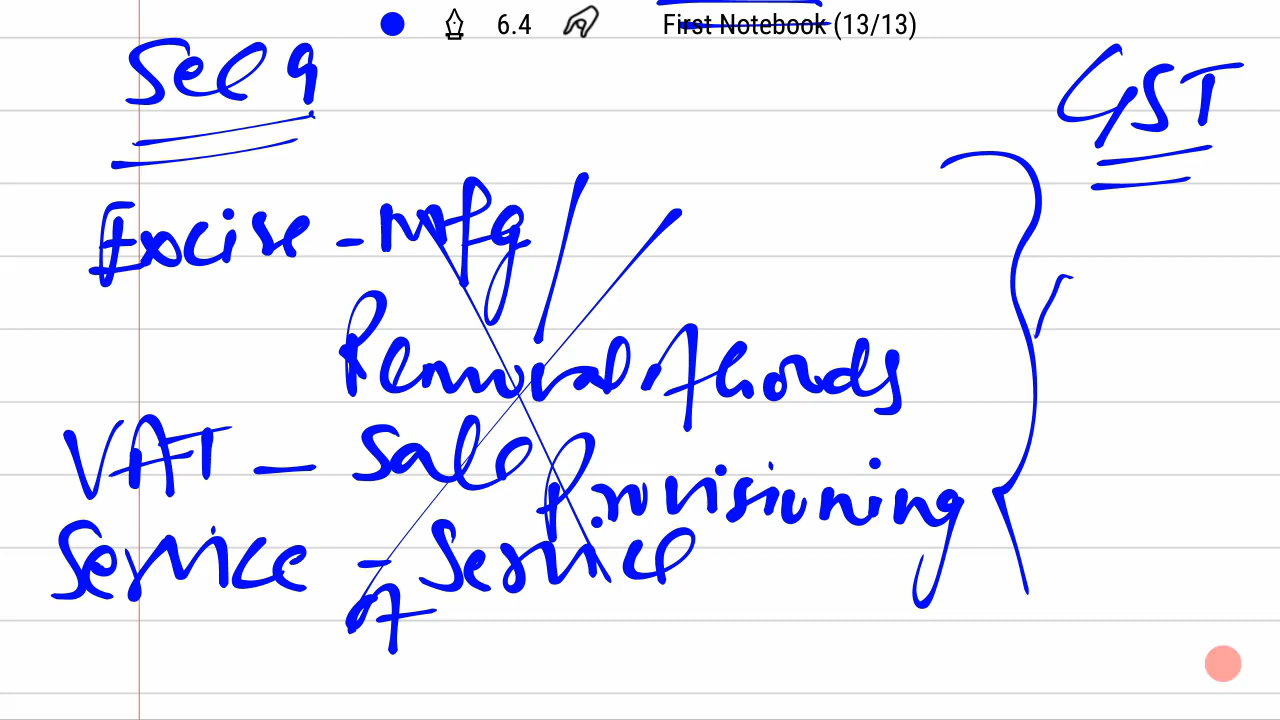 6.4 First Notebook (13/13)
Sec 9
GST
Excise - Mfg
Removal of Goods
VAT - Sale
Provisioning
Service - Service
of